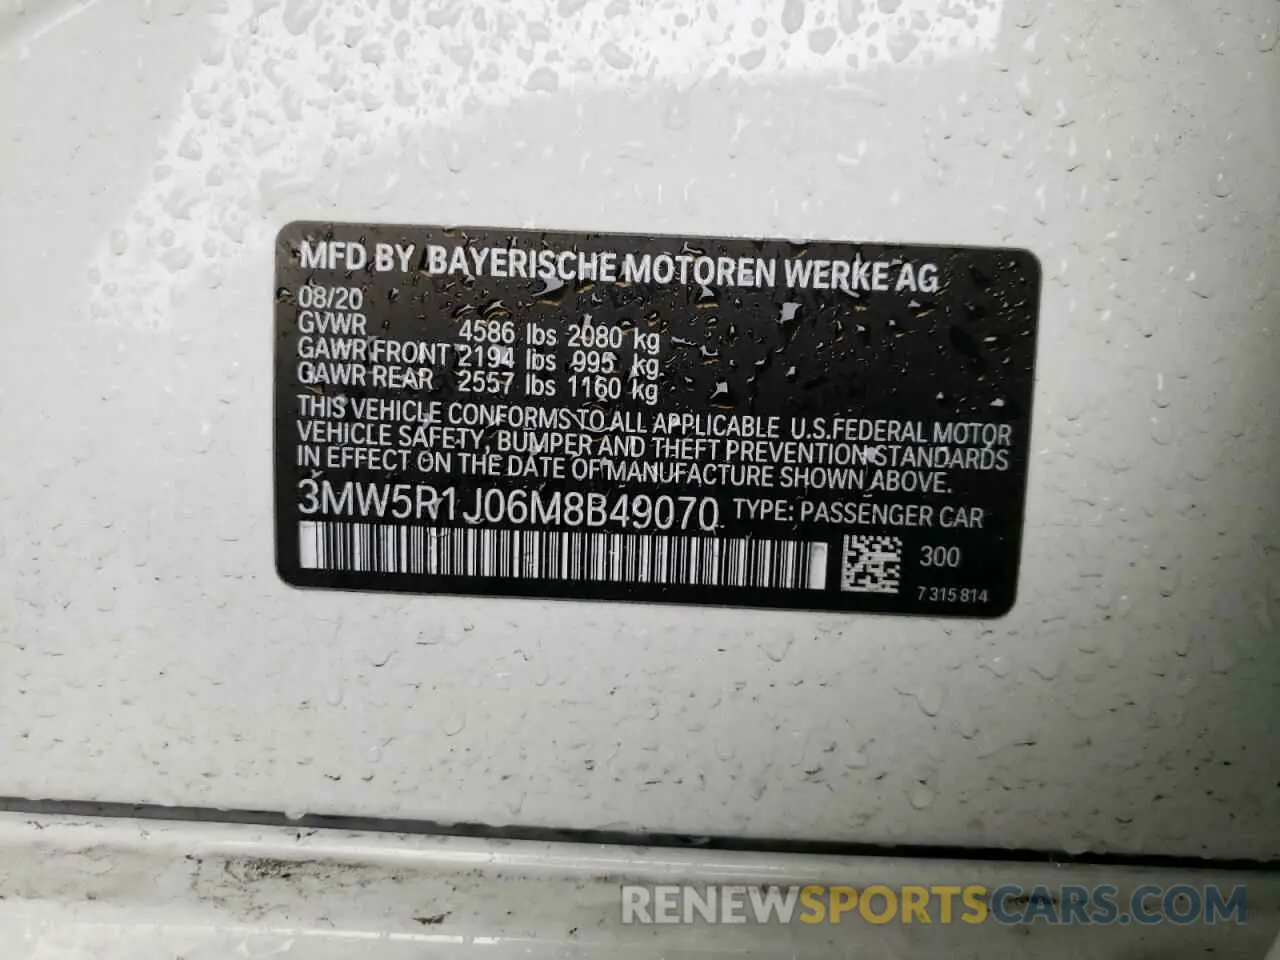 MFD BY BAYERISCHE MOTOREN WERKE AG
08/20
GVWR 4586 lbs 2080 kg
GAWR FRONT 2194 lbs 995 kg
GAWR REAR 2557 lbs 1160 kg
THIS VEHICLE CONFORMS TO ALL APPLICABLE U.S.FEDERAL MOTOR
VEHICLE SAFETY, BUMPER AND THEFT PREVENTION STANDARDS
IN EFFECT ON THE DATE OF MANUFACTURE SHOWN ABOVE.
3MW5R1J06M8B49070 TYPE: PASSENGER CAR
300
7 315 814
RENEWSPORTSCARS.COM